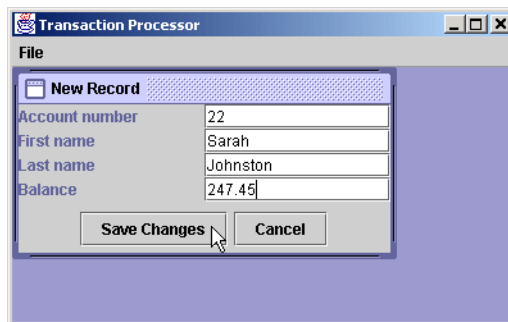 Transaction Processor
File
New Record
Account number 22
First name Sarah
Last name Johnston
Balance 247.45
Save Changes Cancel